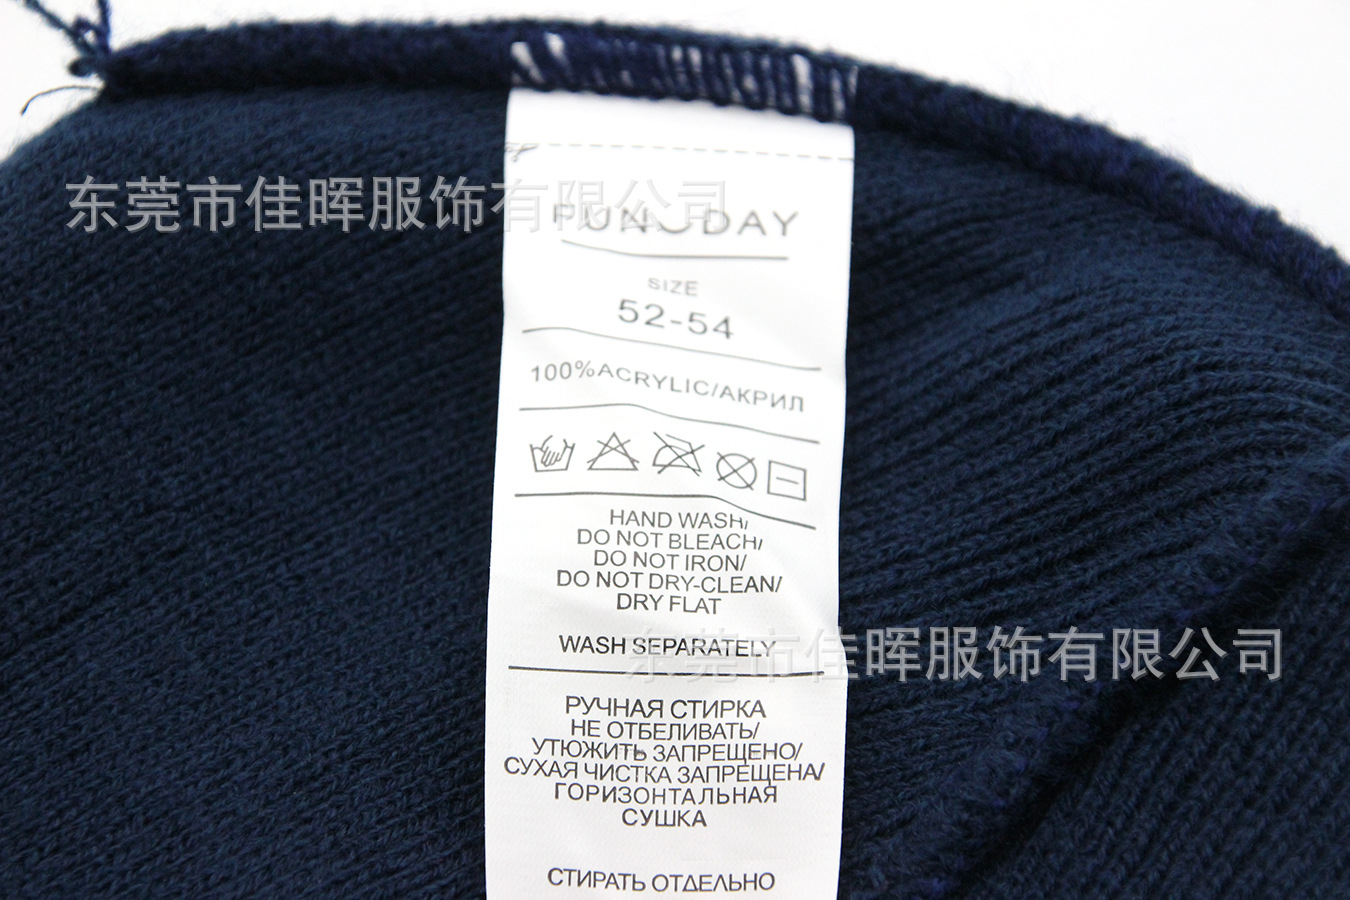 东莞市佳晖服饰有限公司
FUN DAY
SIZE
52-54
100%ACRYLIC/АКРИЛ
HAND WASH/
DO NOT BLEACH/
DO NOT IRON/
DO NOT DRY-CLEAN/
DRY FLAT
WASH SEPARATELY
东莞市佳晖服饰有限公司
РУЧНАЯ СТИРКА
НЕ ОТБЕЛИВАТЬ/
УТЮЖИТЬ ЗАПРЕЩЕНО/
СУХАЯ ЧИСТКА ЗАПРЕЩЕНА/
ГОРИЗОНТАЛЬНАЯ
СУШКА
СТИРАТЬ ОТДЕЛЬНО